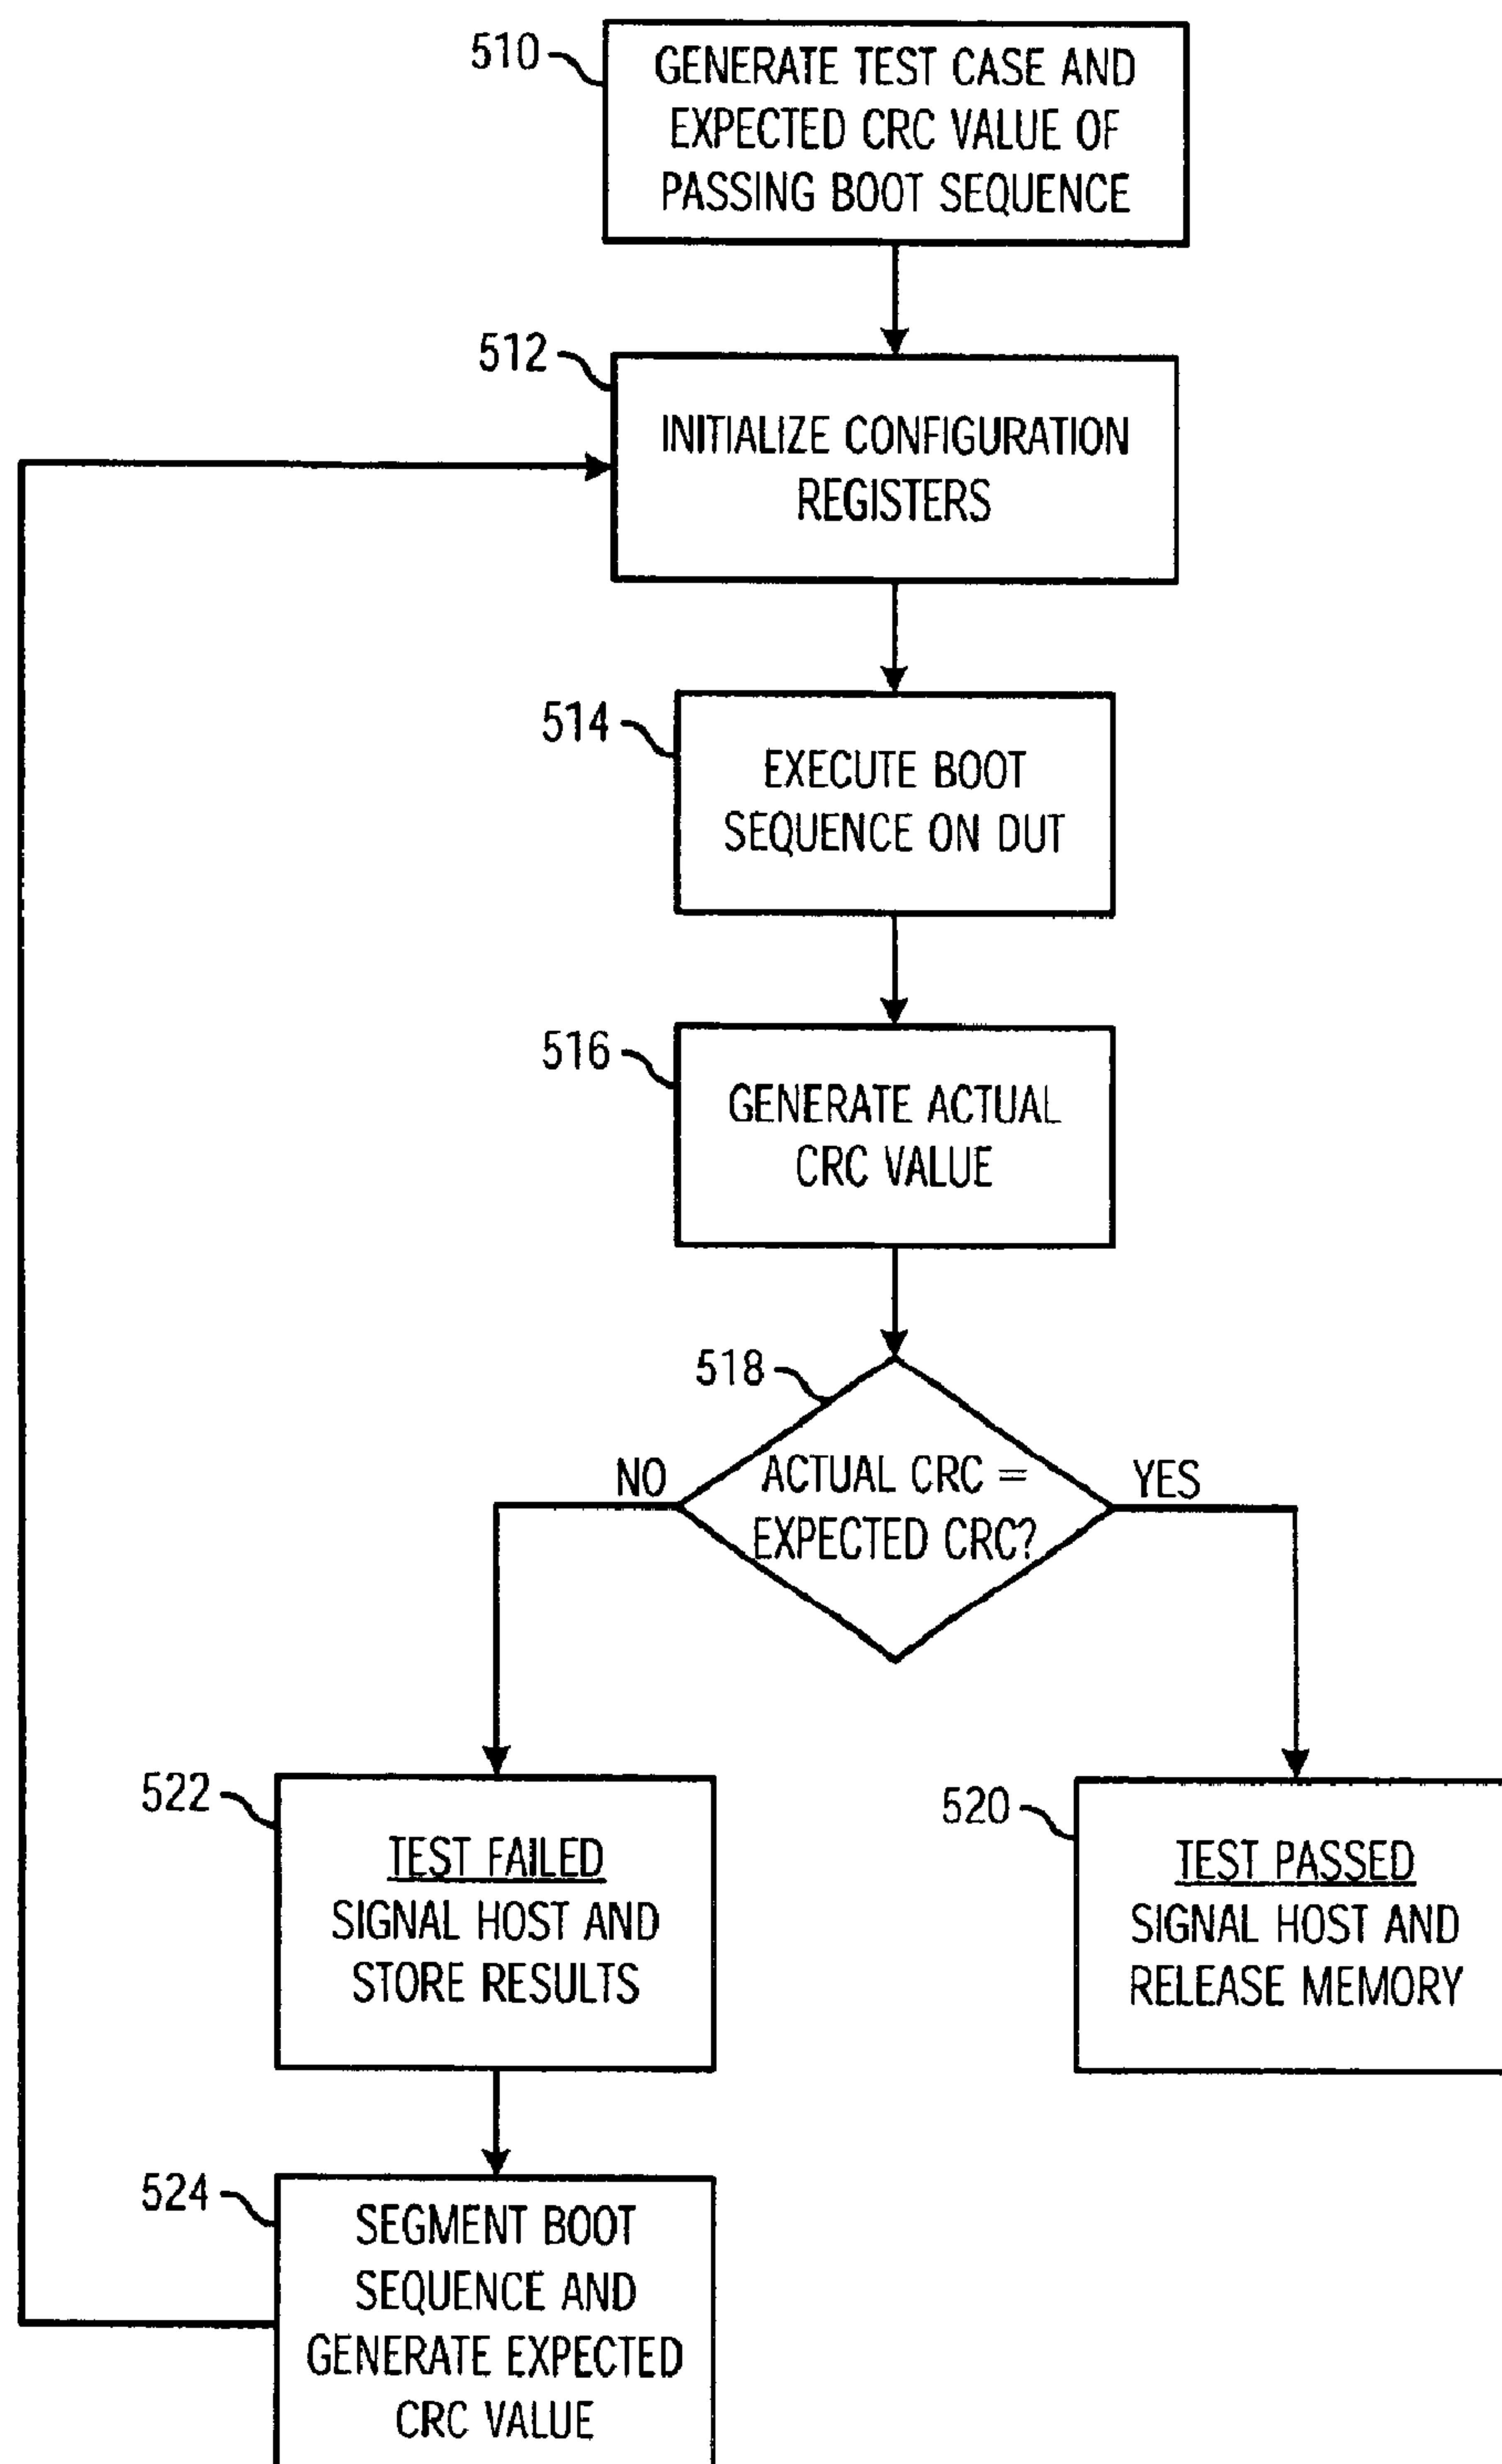 510
GENERATE TEST CASE AND
EXPECTED CRC VALUE OF
PASSING BOOT SEQUENCE
512
INITIALIZE CONFIGURATION
REGISTERS
514
EXECUTE BOOT
SEQUENCE ON DUT
516
GENERATE ACTUAL
CRC VALUE
518
NO
ACTUAL CRC =
EXPECTED CRC?
YES
522
TEST FAILED
SIGNAL HOST AND
STORE RESULTS
520
TEST PASSED
SIGNAL HOST AND
RELEASE MEMORY
524
SEGMENT BOOT
SEQUENCE AND
GENERATE EXPECTED
CRC VALUE